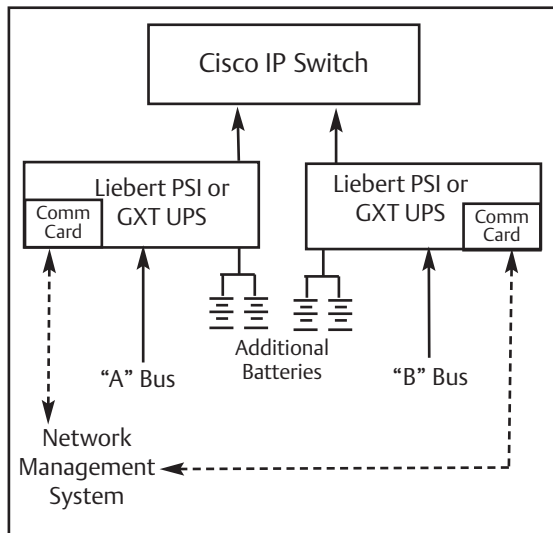 Cisco IP Switch
Liebert PSI or
GXT UPS
Comm
Card
Liebert PSI or
GXT UPS
Comm
Card
Additional
Batteries
“A” Bus
“B” Bus
Network
Management
System